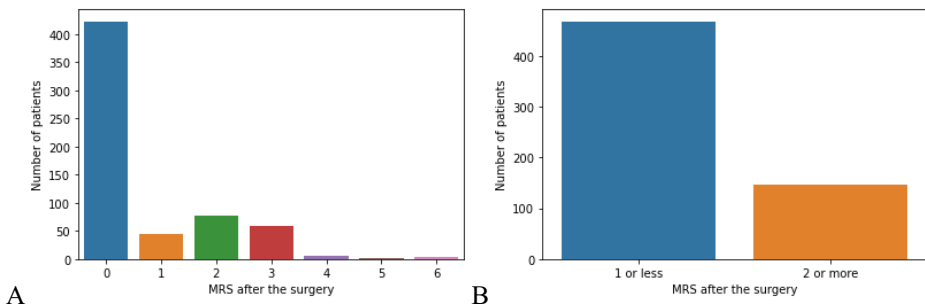 400
350
300
250
200
150
100
50
0
Number of patients
0 1 2 3 4 5 6
MRS after the surgery
A
400
300
200
100
0
Number of patients
1 or less 2 or more
MRS after the surgery
B